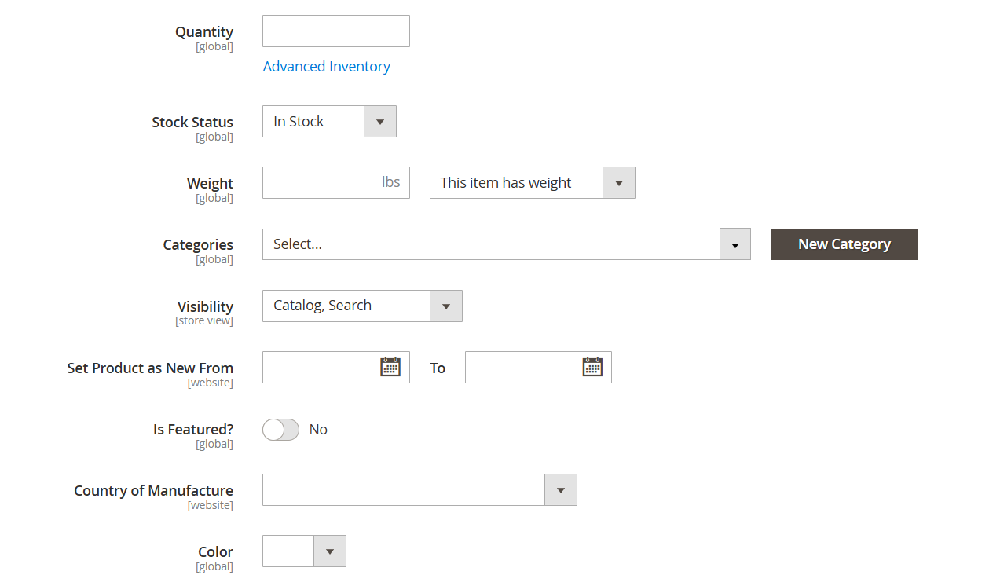 Quantity
[global]
Advanced Inventory
Stock Status
[global]
In Stock
Weight
[global]
lbs
This item has weight
Categories
[global]
Select...
New Category
Visibility
[store view]
Catalog, Search
Set Product as New From
[website]
To
Is Featured?
[global]
No
Country of Manufacture
[website]
Color
[global]